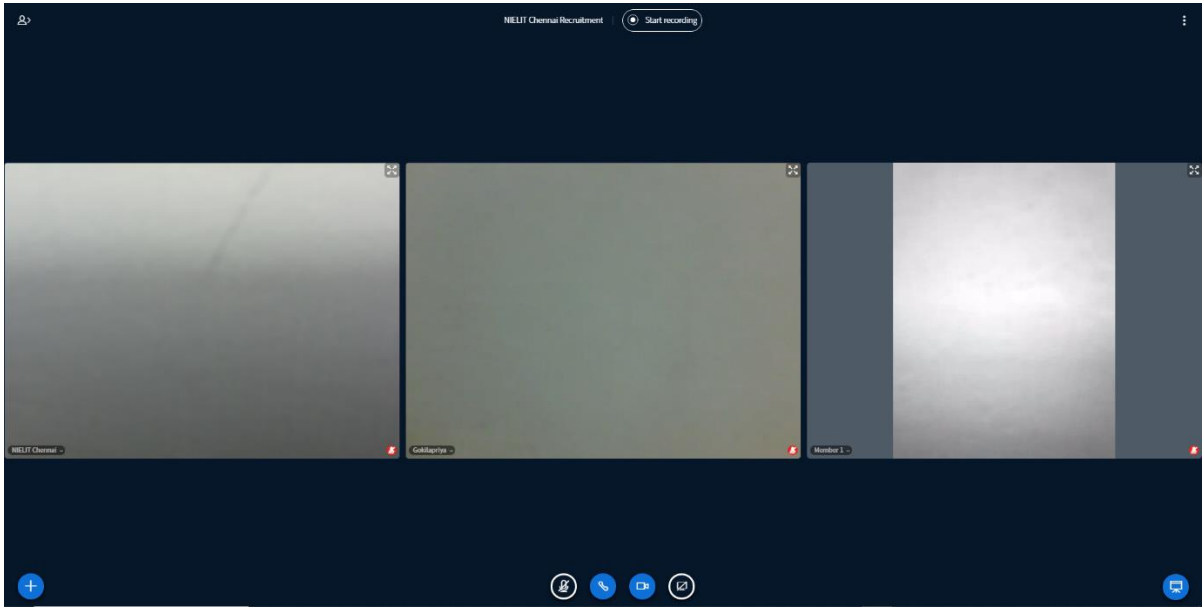 NIELIT Chennai Recruitment
Start recording
NIELIT Chennai
Gokilapriya
Member 1